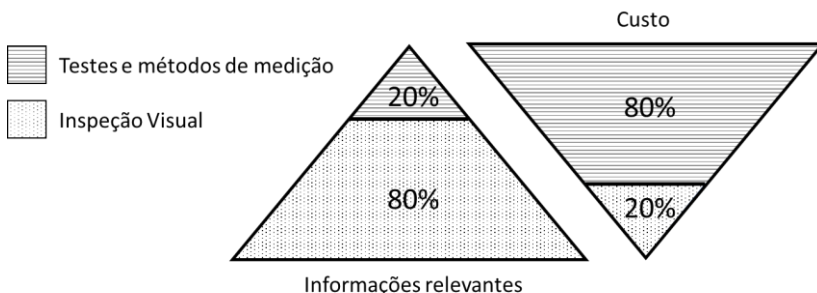 Custo
Testes e métodos de medição
Inspeção Visual
20%
80%
80%
20%
Informações relevantes